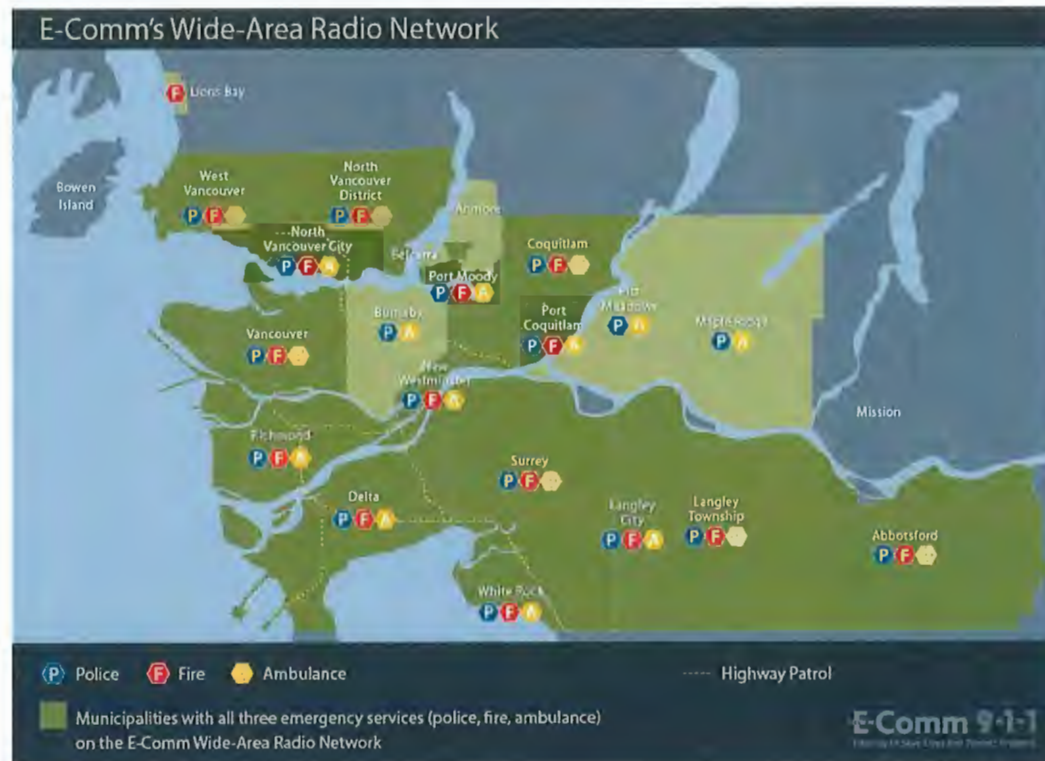 E-Comm's Wide-Area Radio Network
F Lions Bay
Bowen
Island
West
Vancouver
P F
North
Vancouver
District
P F
Anmore
North
Vancouver City
P F A
Belcarra
Port Moody
P F A
Coquitlam
P F
Burnaby
P A
Port
Coquitlam
P F A
Pitt
Meadows
P A
Maple Ridge
P A
Vancouver
P F
New
Westminster
P F A
Mission
Richmond
P F A
Surrey
P F
Delta
P F A
Langley
City
P F A
Langley
Township
P F
Abbotsford
P F
White Rock
P F A
P Police F Fire Ambulance Highway Patrol
Municipalities with all three emergency services (police, fire, ambulance)
on the E-Comm Wide-Area Radio Network
E-Comm 9-1-1